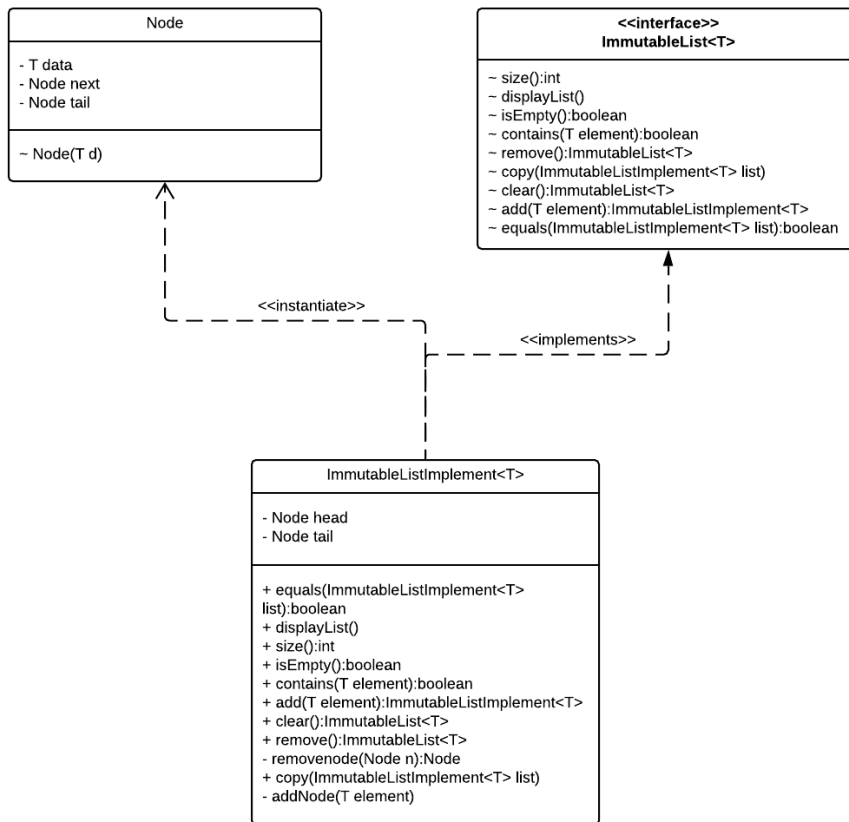 Node
- T data
- Node next
- Node tail
~ Node(T d)
<<interface>>
ImmutableList<T>
~ size():int
~ displayList()
~ isEmpty():boolean
~ contains(T element):boolean
~ remove():ImmutableList<T>
~ copy(ImmutableListImplement<T> list)
~ clear():ImmutableList<T>
~ add(T element):ImmutableListImplement<T>
~ equals(ImmutableListImplement<T> list):boolean
<<instantiate>>
<<implements>>
ImmutableListImplement<T>
- Node head
- Node tail
+ equals(ImmutableListImplement<T>
list):boolean
+ displayList()
+ size():int
+ isEmpty():boolean
+ contains(T element):boolean
+ add(T element):ImmutableListImplement<T>
+ clear():ImmutableList<T>
+ remove():ImmutableList<T>
- removenode(Node n):Node
+ copy(ImmutableListImplement<T> list)
- addNode(T element)